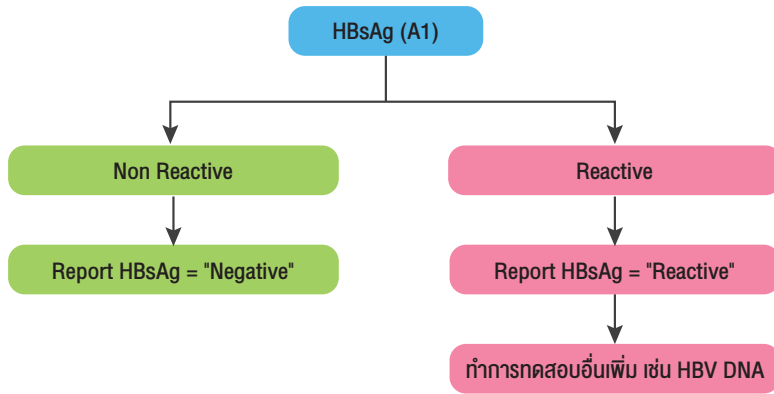 HBsAg (A1)
Non Reactive
Reactive
Report HBsAg = "Negative"
Report HBsAg = "Reactive"
ทำการทดสอบอื่นเพิ่ม เช่น HBV DNA